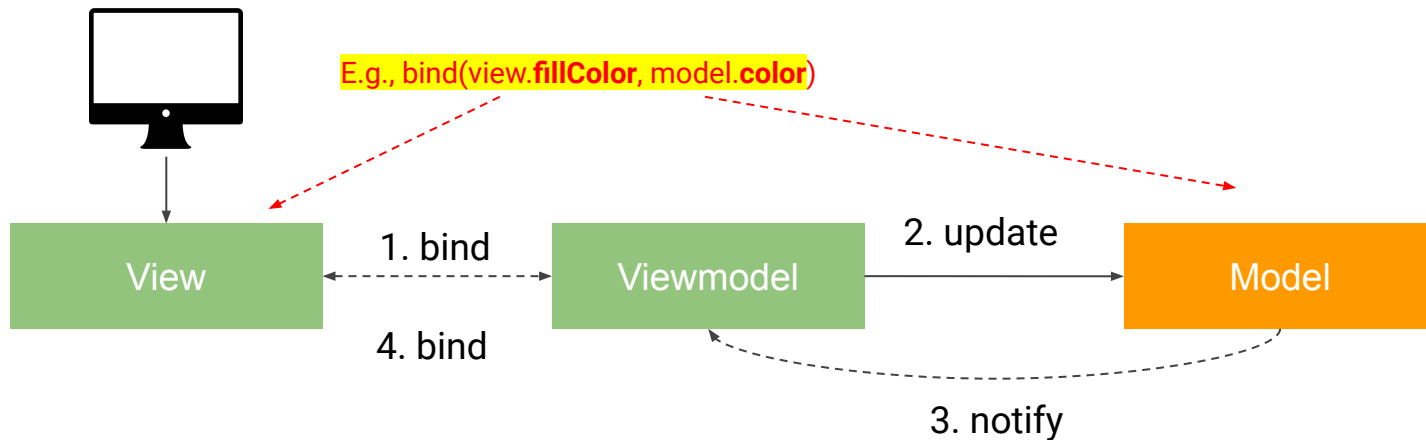 E.g., bind(view.fillColor, model.color)
1. bind
2. update
View
Viewmodel
Model
4. bind
3. notify